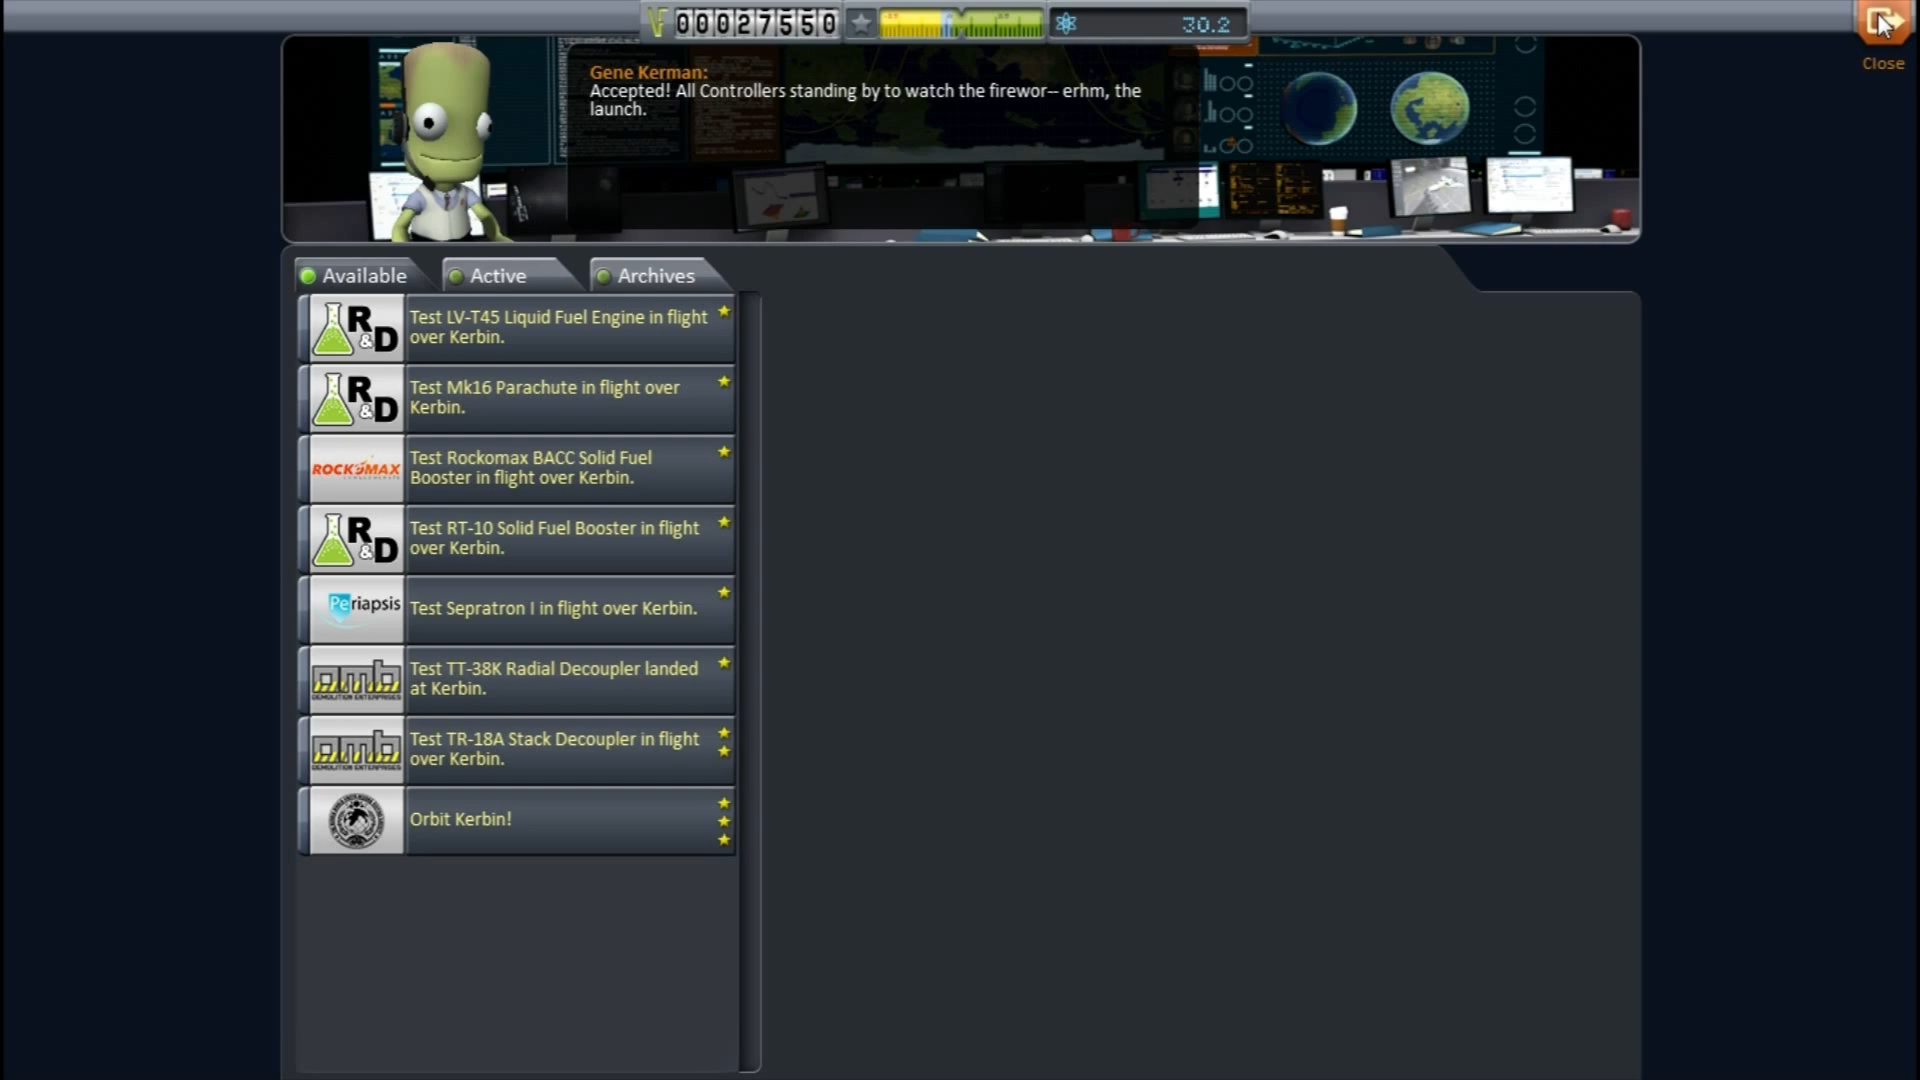 00027550
30.2
Close
Gene Kerman:
Accepted! All Controllers standing by to watch the firewor-- erhm, the
launch.
Available
Active
Archives
R&D
Test LV-T45 Liquid Fuel Engine in flight
over Kerbin.
R&D
Test Mk16 Parachute in flight over
Kerbin.
ROCKOMAX
Test Rockomax BACC Solid Fuel
Booster in flight over Kerbin.
R&D
Test RT-10 Solid Fuel Booster in flight
over Kerbin.
Periapsis
Test Sepratron I in flight over Kerbin.
DEMOLITION ENTERPRISES
Test TT-38K Radial Decoupler landed
at Kerbin.
DEMOLITION ENTERPRISES
Test TR-18A Stack Decoupler in flight
over Kerbin.
Orbit Kerbin!